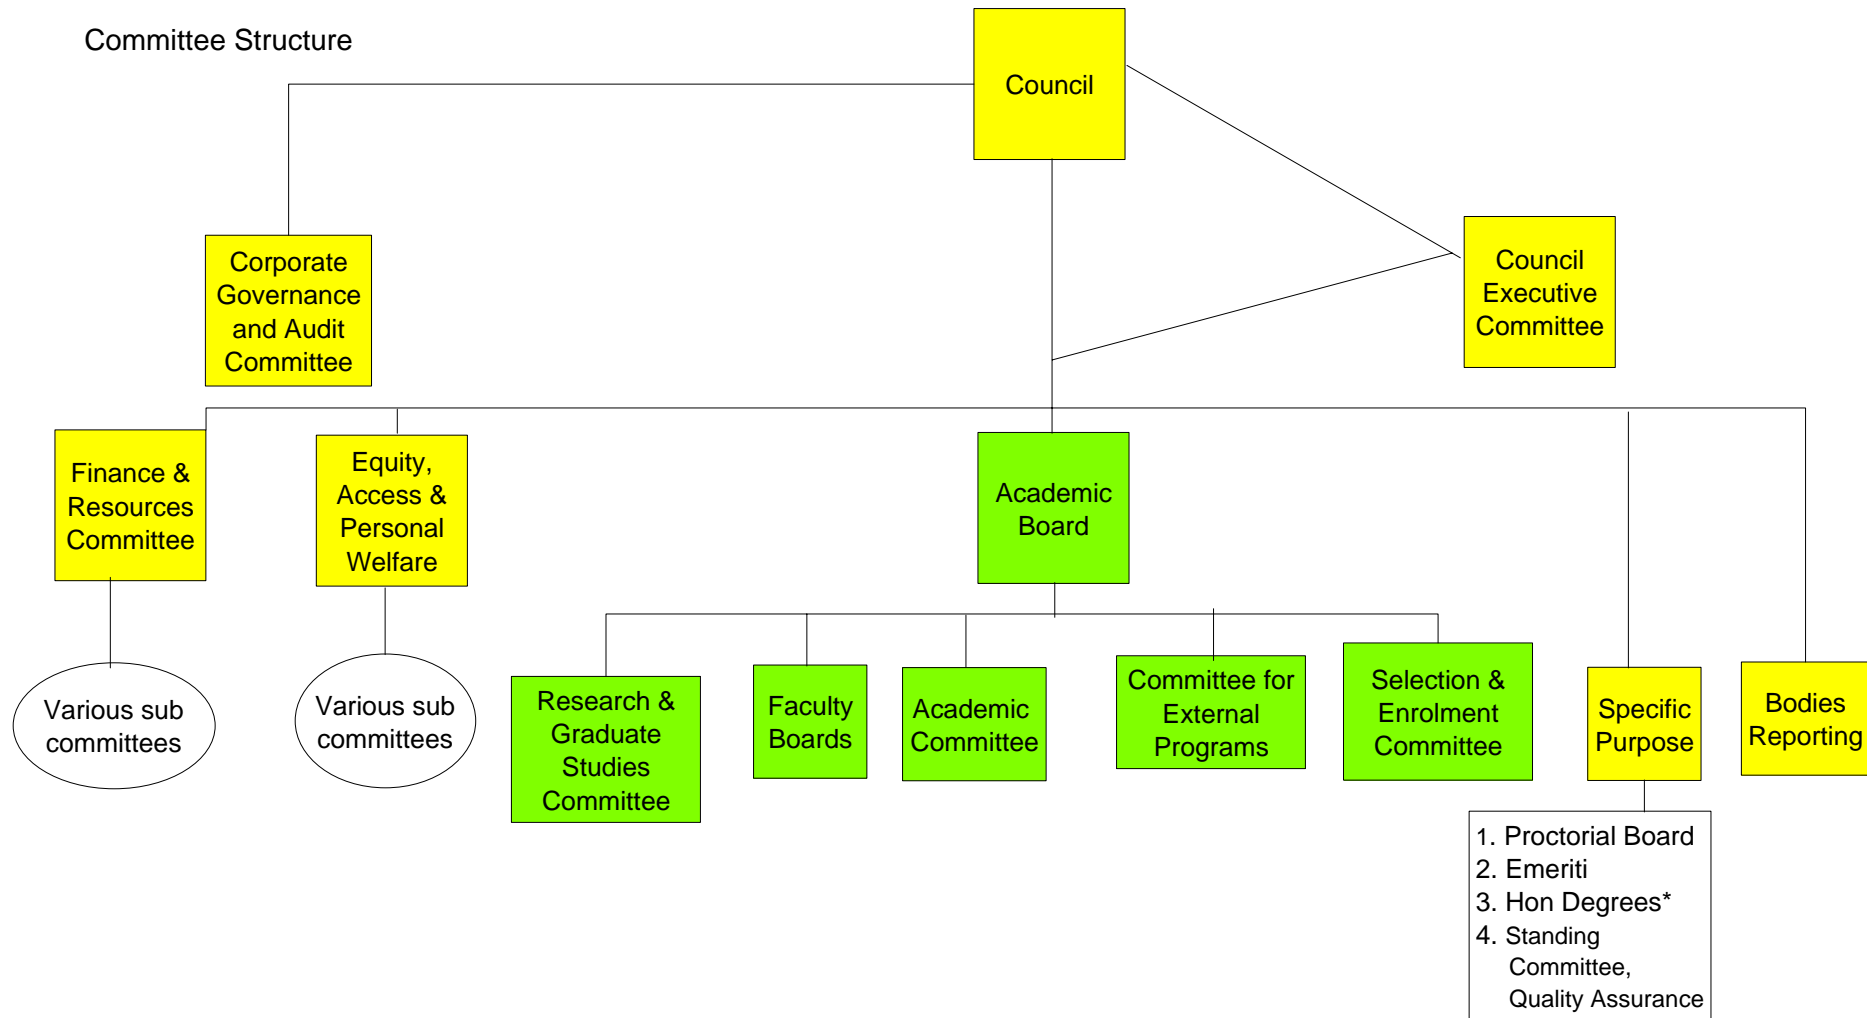 Committee Structure
Council
Corporate
Governance
and Audit
Committee
Council
Executive
Committee
Finance &
Resources
Committee
Equity,
Access &
Personal
Welfare
Academic
Board
Various sub
committees
Various sub
committees
Research &
Graduate
Studies
Committee
Faculty
Boards
Academic
Committee
Committee for
External
Programs
Selection &
Enrolment
Committee
Specific
Purpose
Bodies
Reporting
1. Proctorial Board
2. Emeriti
3. Hon Degrees*
4. Standing
Committee,
Quality Assurance